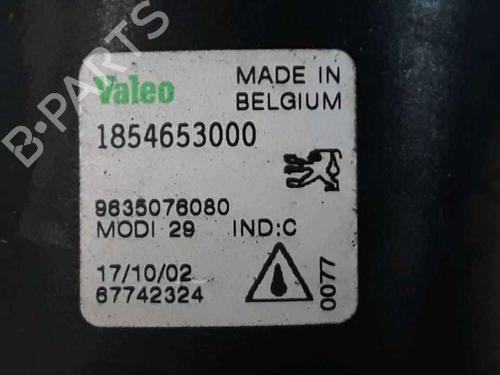 B-PARTS
Valeo
MADE IN
BELGIUM
1854653000
9635076080
MODI 29 IND:C
17/10/02
67742324
0077